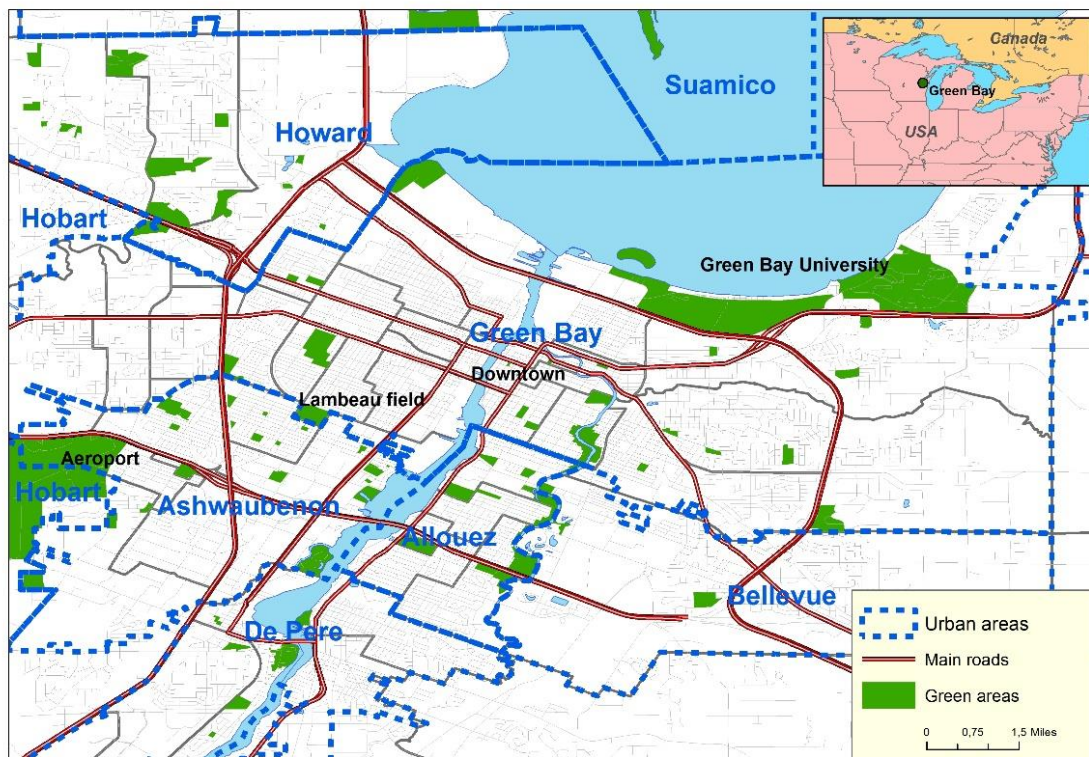 Suamico
Canada
Green Bay
USA
Howard
Hobart
Green Bay University
Green Bay
Downtown
Lambeau field
Aeroport
Hobart
Ashwaubenon
Allouez
Bellevue
De Pere
Urban areas
Main roads
Green areas
0 0,75 1,5 Miles